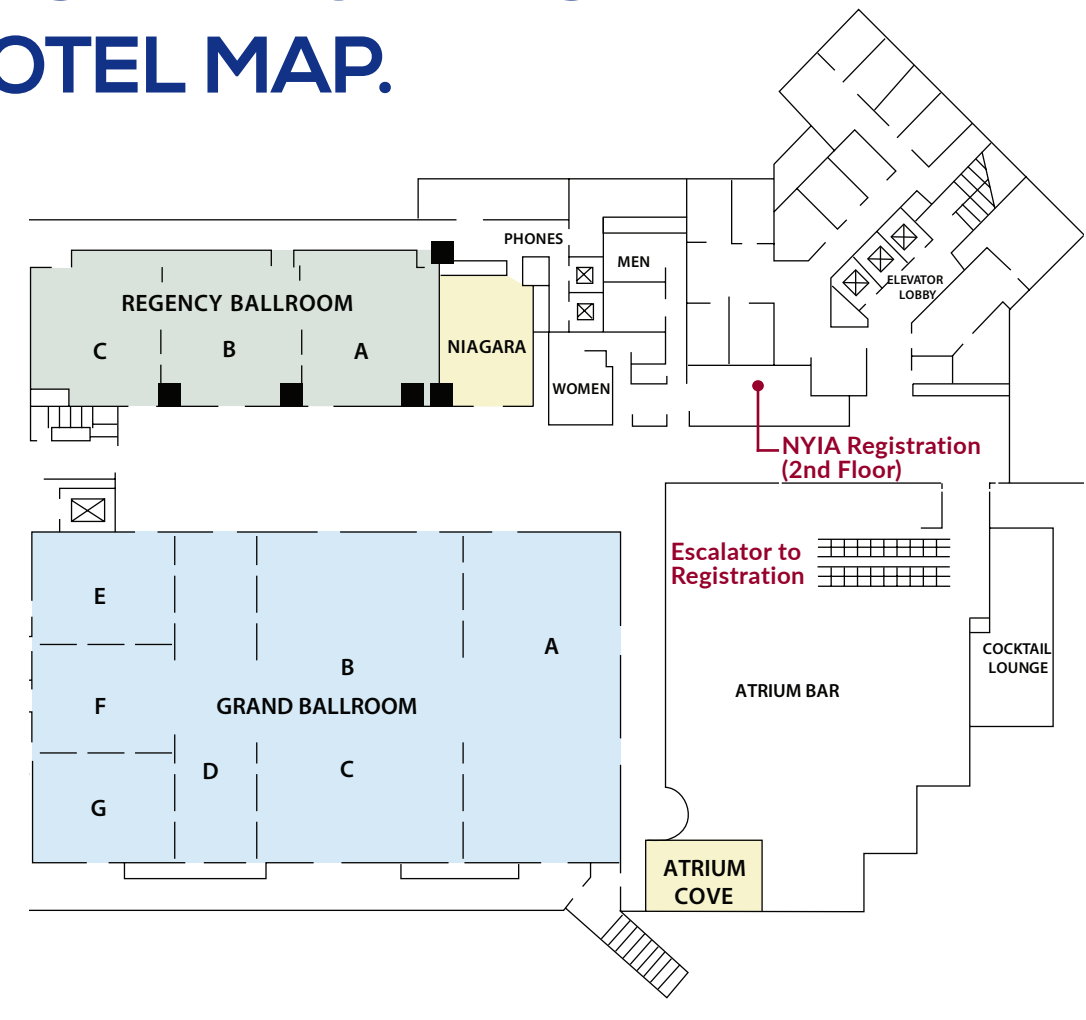 OTEL MAP.
PHONES
MEN
ELEVATOR
LOBBY
REGENCY BALLROOM
C
B
A
NIAGARA
WOMEN
NYIA Registration
(2nd Floor)
Escalator to
Registration
E
A
B
F
GRAND BALLROOM
D
C
G
COCKTAIL
LOUNGE
ATRIUM BAR
ATRIUM
COVE